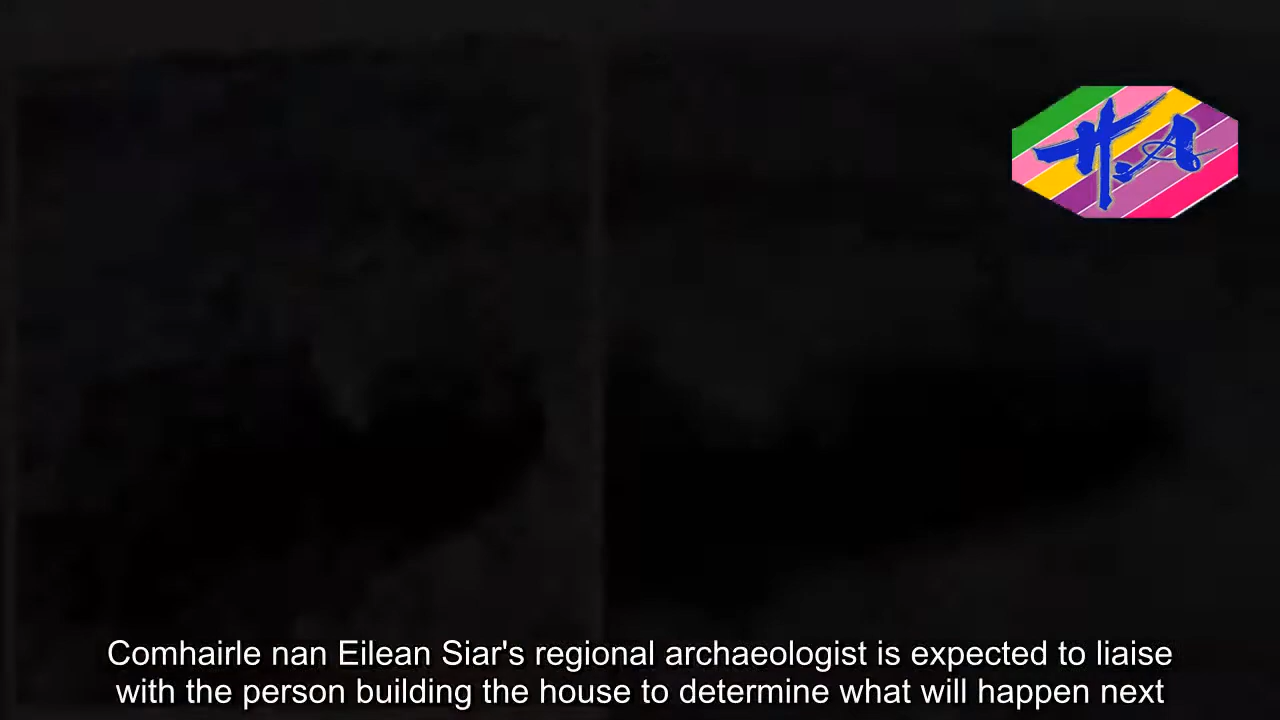 H.A
Comhairle nan Eilean Siar's regional archaeologist is expected to liaise
with the person building the house to determine what will happen next